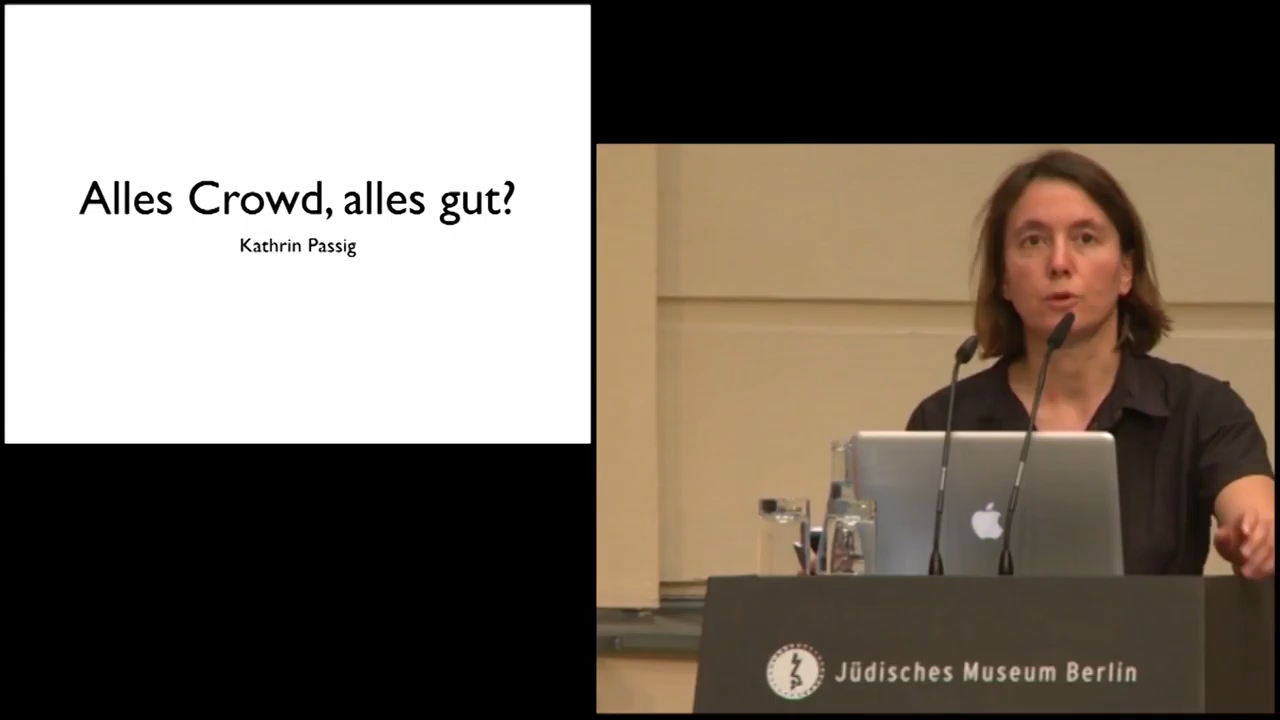 Alles Crowd, alles gut?
Kathrin Passig
Jüdisches Museum Berlin